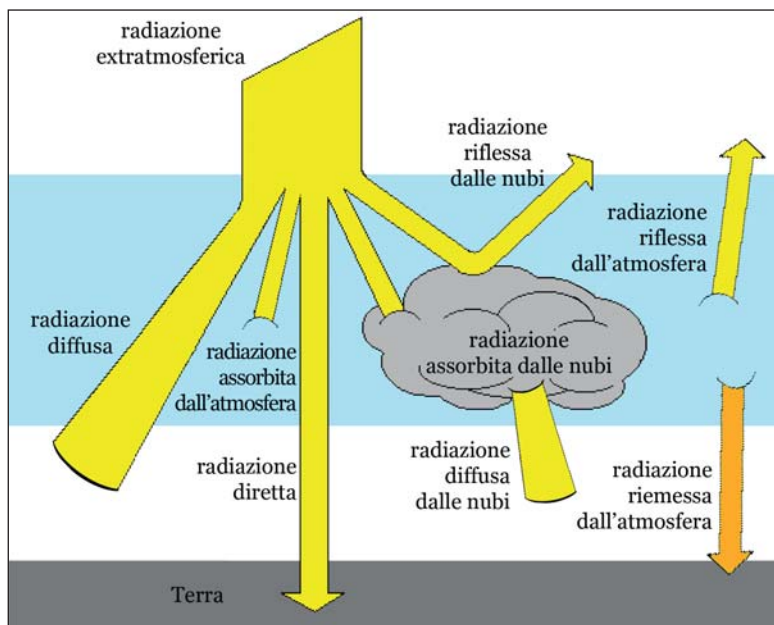 radiazione
extratmosferica
radiazione
riflessa
dalle nubi
radiazione
riflessa
dall'atmosfera
radiazione
diffusa
radiazione
assorbita
dall'atmosfera
radiazione
assorbita dalle nubi
radiazione
diretta
radiazione
diffusa
dalle nubi
radiazione
riemessa
dall'atmosfera
Terra